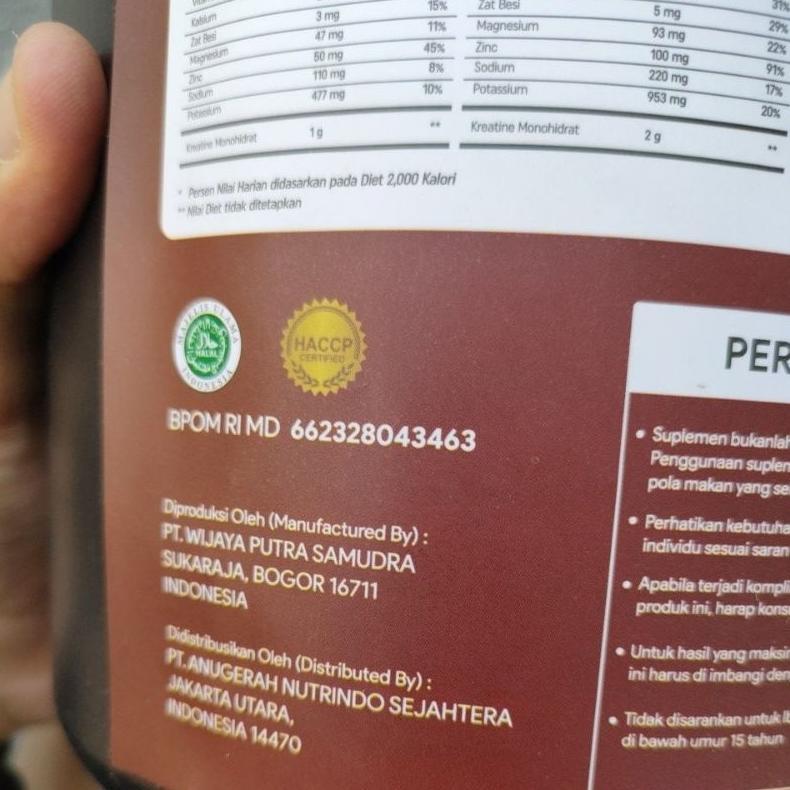 Kalsium 3 mg 15%
Zat Besi 47 mg 11%
Magnesium 50 mg 45%
Zinc 110 mg 8%
Sodium 477 mg 10%
Potassium
Kreatine Monohidrat 1 g **
Zat Besi 5 mg 31%
Magnesium 93 mg 29%
Zinc 100 mg 22%
Sodium 220 mg 91%
Potassium 953 mg 17%
20%
Kreatine Monohidrat 2 g **
* Persen Nilai Harian didasarkan pada Diet 2,000 Kalori
** Nilai Diet tidak ditetapkan
MAJELIS ULAMA
HALAL
INDONESIA
HACCP
CERTIFIED
BPOM RI MD 662328043463
Diproduksi Oleh (Manufactured By) :
PT. WIJAYA PUTRA SAMUDRA
SUKARAJA, BOGOR 16711
INDONESIA
Didistribusikan Oleh (Distributed By) :
PT. ANUGERAH NUTRINDO SEJAHTERA
JAKARTA UTARA,
INDONESIA 14470
PER
• Suplemen bukanlah
Penggunaan suplen
pola makan yang se
• Perhatikan kebutuha
individu sesuai saran
• Apabila terjadi kompli
produk ini, harap konsu
• Untuk hasil yang maksim
ini harus di imbangi den
• Tidak disarankan untuk Ib
di bawah umur 15 tahun